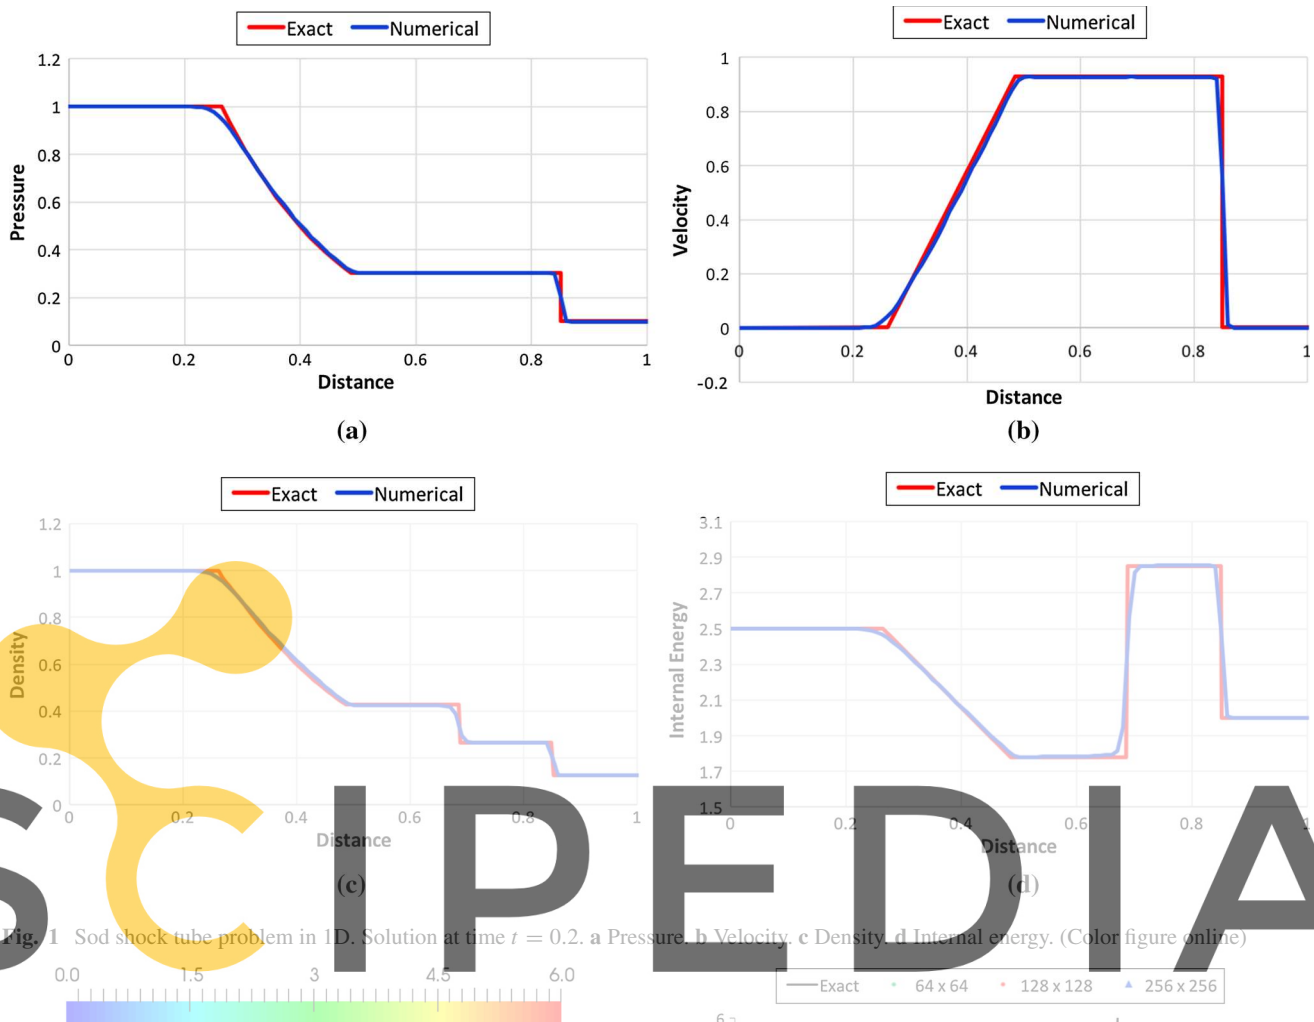 Exact Numerical
1.2
1
0.8
0.6
0.4
0.2
0
Pressure
0 0.2 0.4 0.6 0.8 1
Distance
(a)
Exact Numerical
1
0.8
0.6
0.4
0.2
0
-0.2
Velocity
0 0.2 0.4 0.6 0.8 1
Distance
(b)
Exact Numerical
1.2
1
0.8
0.6
0.4
0.2
0
Density
0 0.2 0.4 0.6 0.8 1
Distance
(c)
Exact Numerical
3.1
2.9
2.7
2.5
2.3
2.1
1.9
1.7
1.5
Internal Energy
0 0.2 0.4 0.6 0.8 1
Distance
(d)
SCIPEDIA
Fig. 1 Sod shock tube problem in 1D. Solution at time t = 0.2. a Pressure. b Velocity. c Density. d Internal energy. (Color figure online)
0.0 1.5 3 4.5 6.0
Exact 64 x 64 128 x 128 256 x 256
6